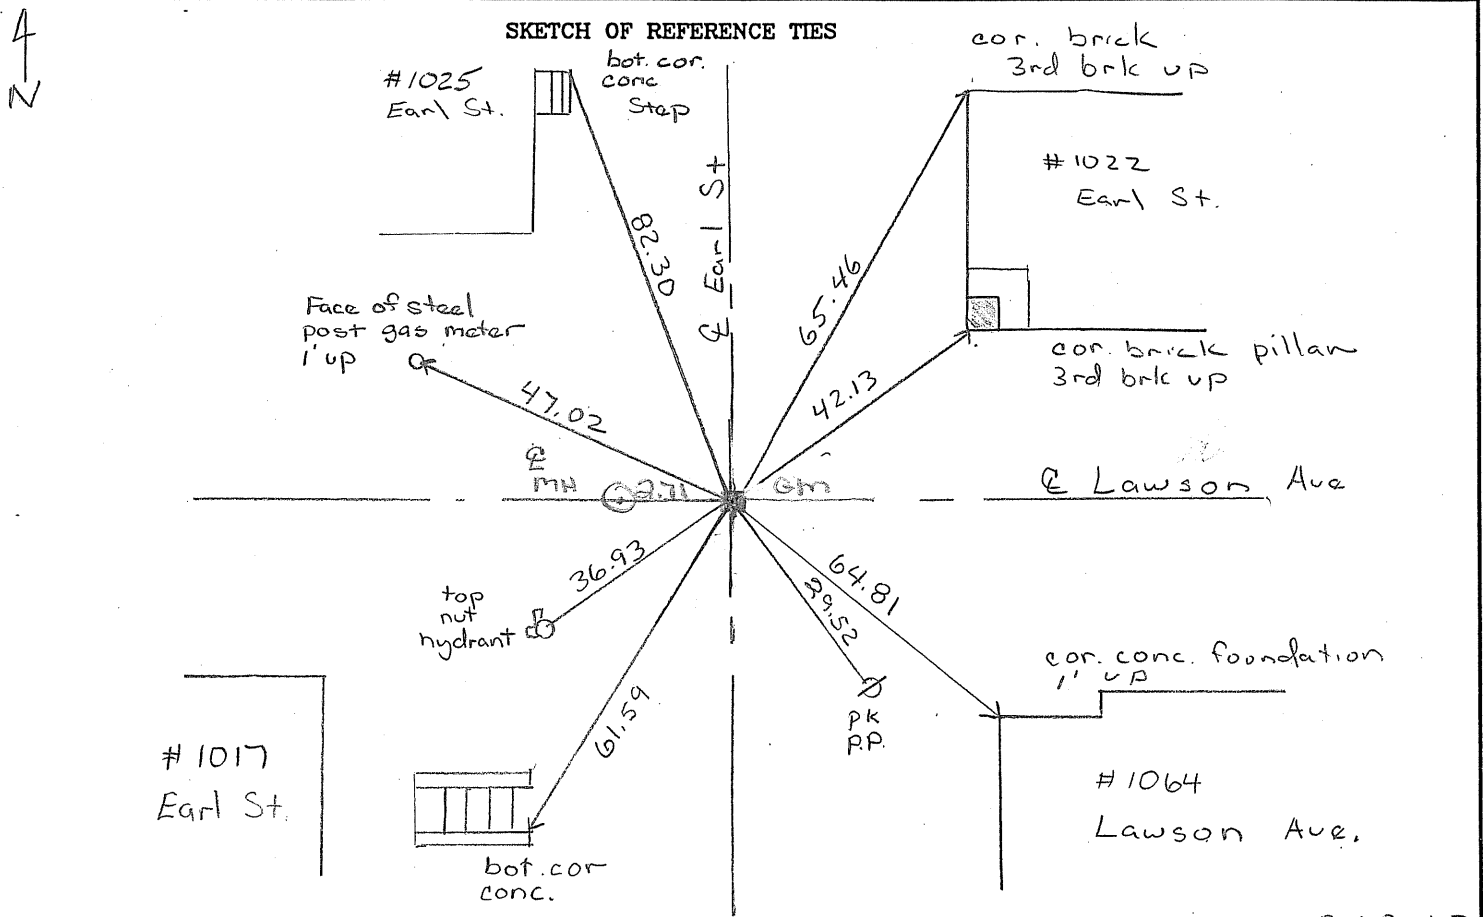 N
SKETCH OF REFERENCE TIES
#1025
Earl St.
bot. cor.
conc
Step
cor. brick
3rd brk up
℄ Earl St
#1022
Earl St.
82.30
65.46
Face of steel
post gas meter
1' up
47.02
42.13
cor. brick pillar
3rd brk up
℄
MH
2.71
GM
℄ Lawson Ave
36.93
64.81
29.52
top
nut
hydrant
61.59
cor. conc. foundation
1' up
pk
P.P.
#1017
Earl St.
#1064
Lawson Ave.
bot. cor
conc.